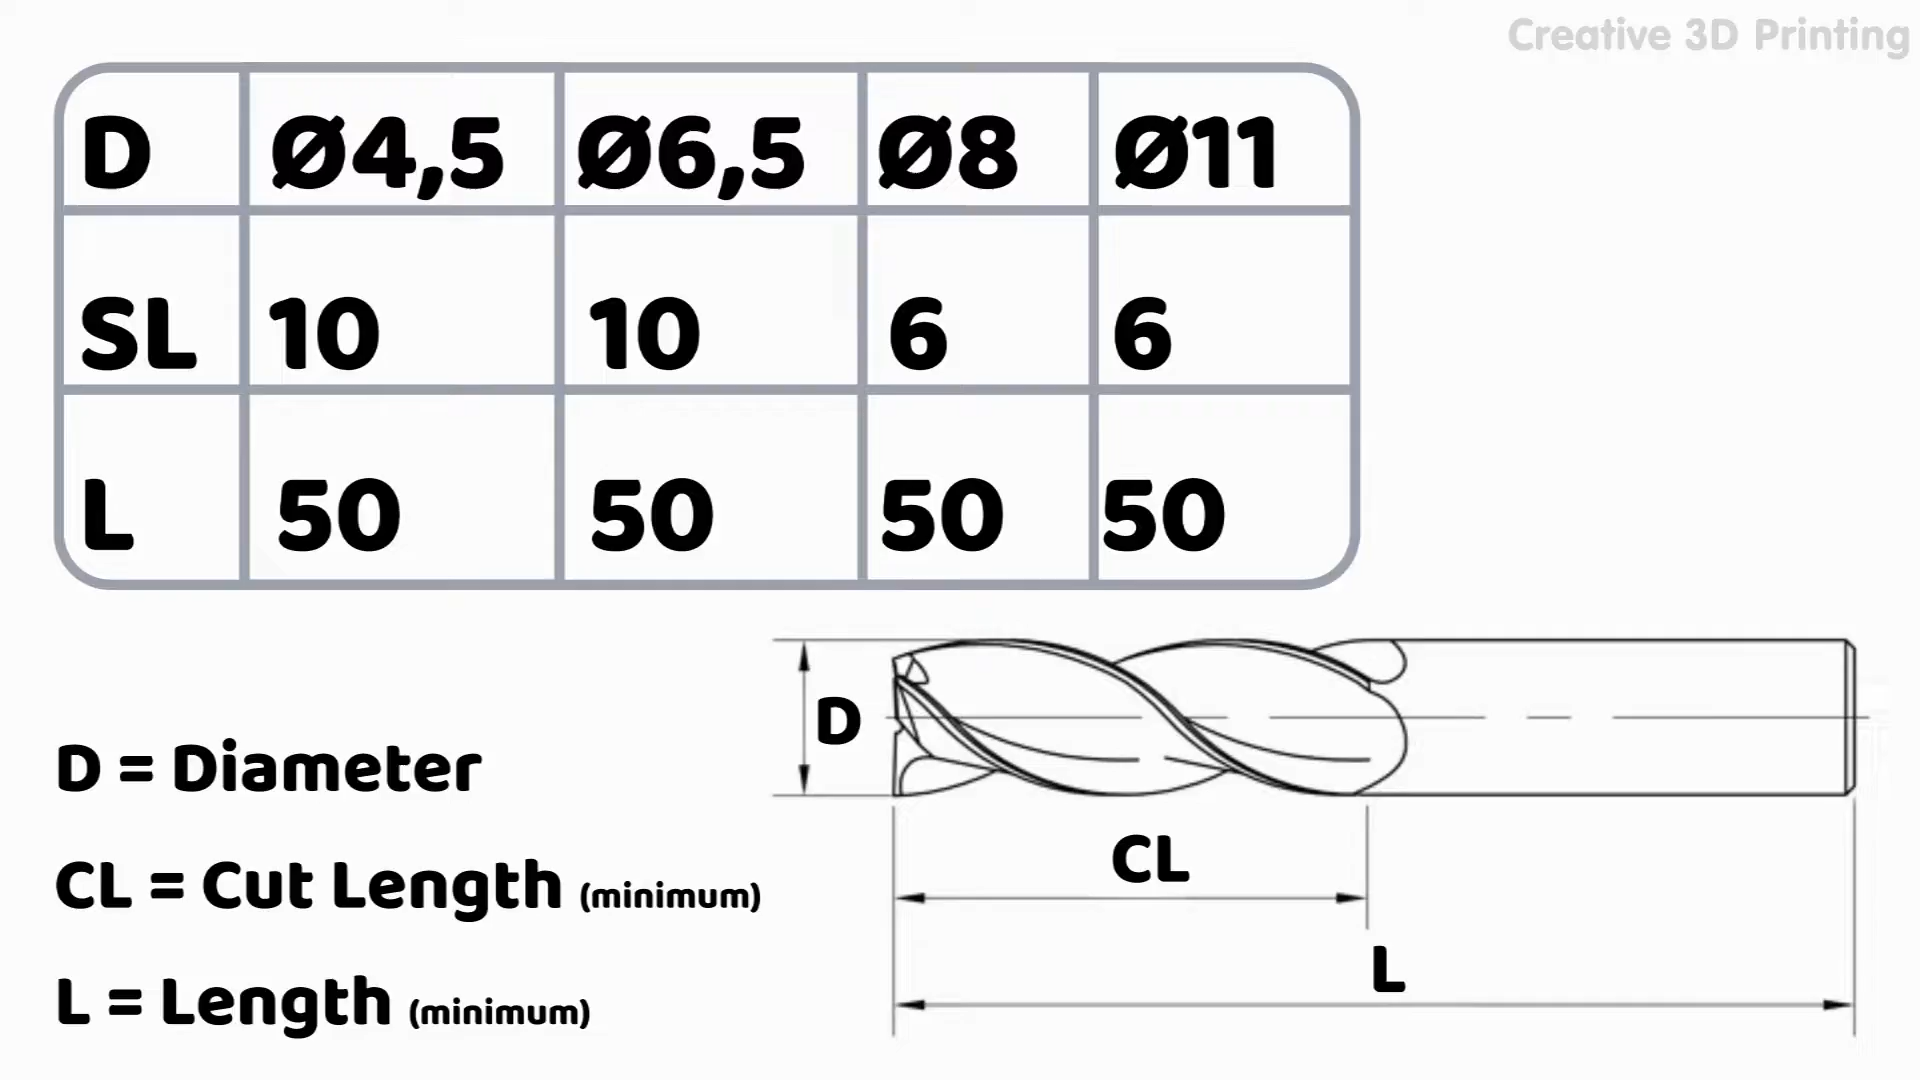 Creative 3D Printing
D Ø4,5 Ø6,5 Ø8 Ø11
SL 10 10 6 6
L 50 50 50 50
D
D = Diameter
CL
CL = Cut Length (minimum)
L
L = Length (minimum)